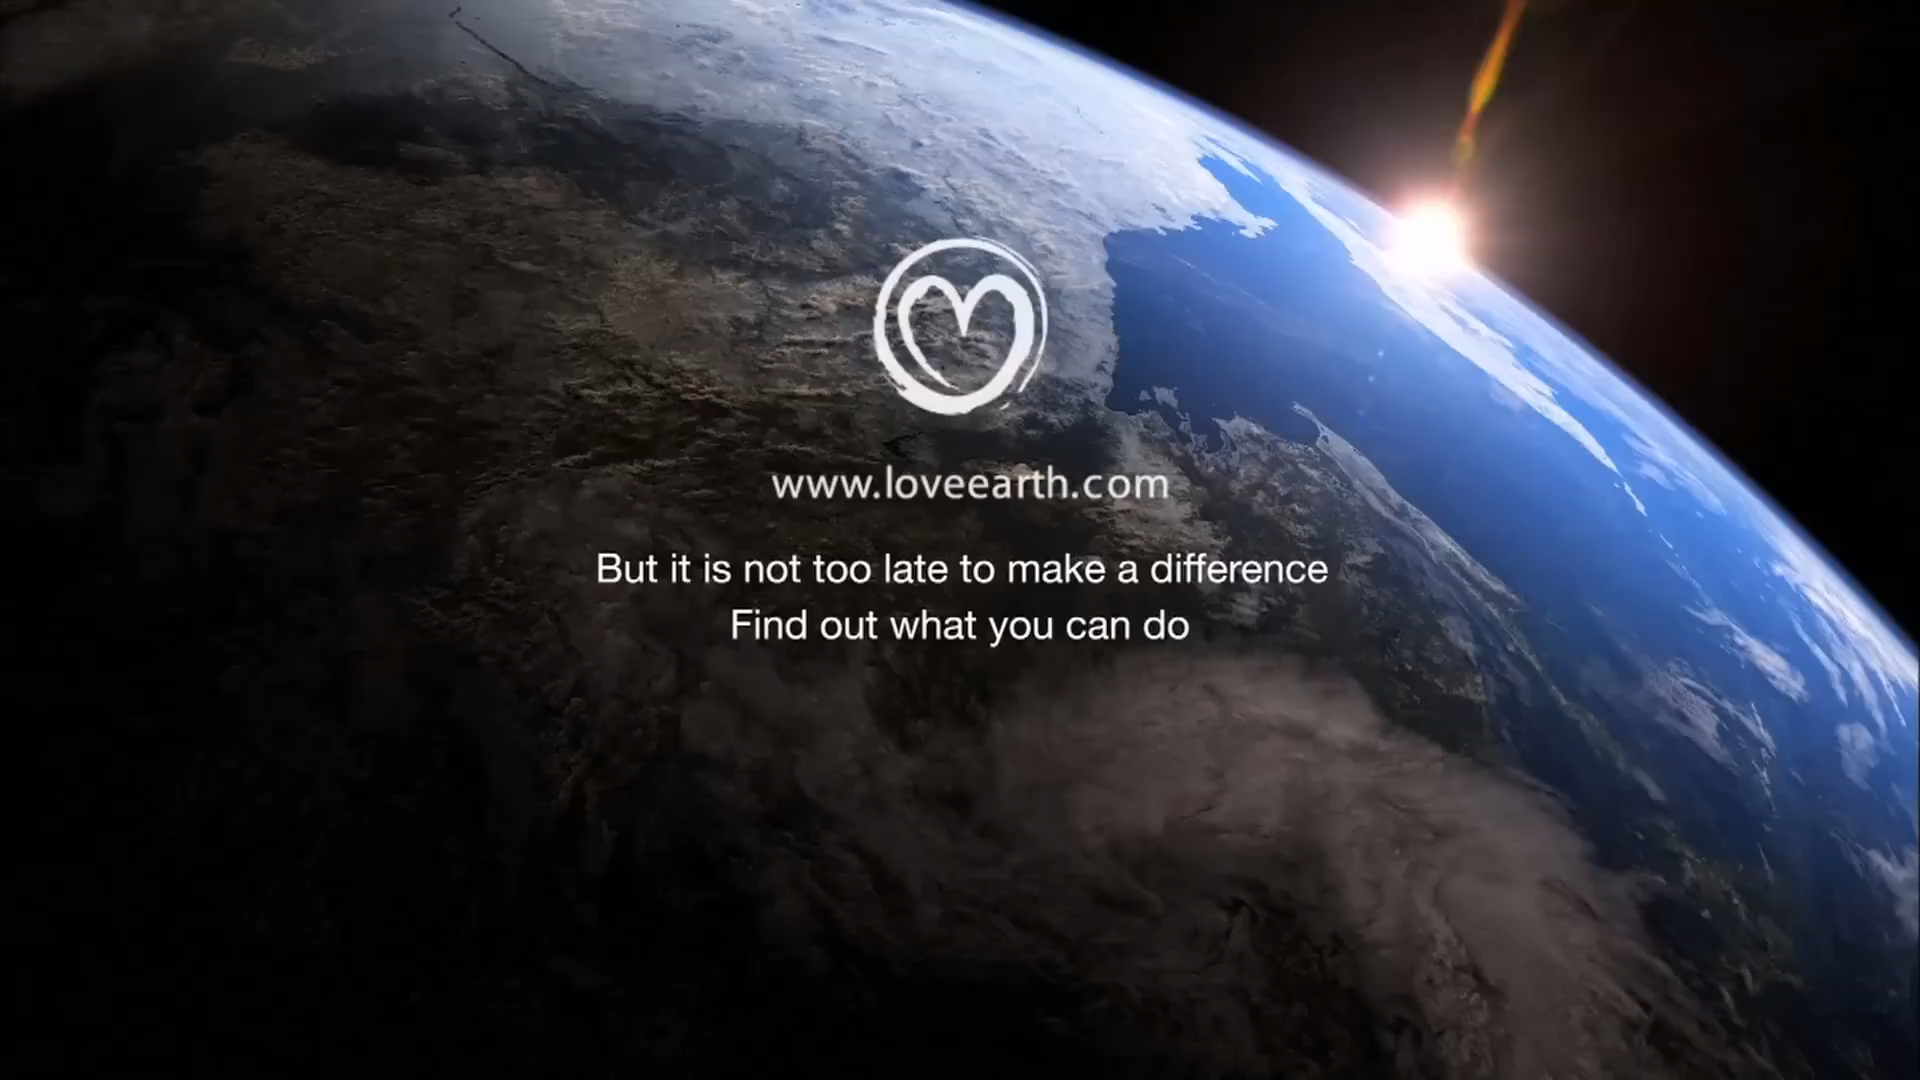 www.loveearth.com
But it is not too late to make a difference
Find out what you can do